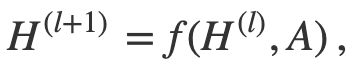 H^{(l+1)} = f(H^{(l)}, A) ,